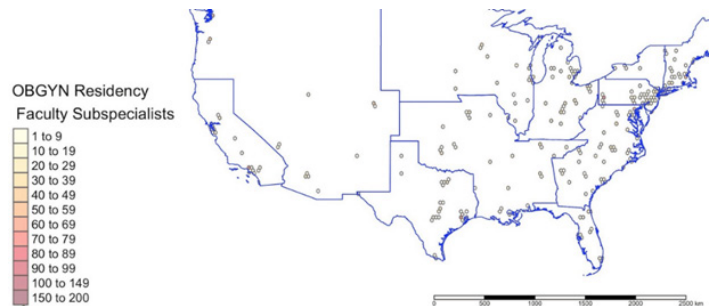 OBGYN Residency
Faculty Subspecialists
1 to 9
10 to 19
20 to 29
30 to 39
40 to 49
50 to 59
60 to 69
70 to 79
80 to 89
90 to 99
100 to 149
150 to 200
0 500 1000 1500 2000 2500 km